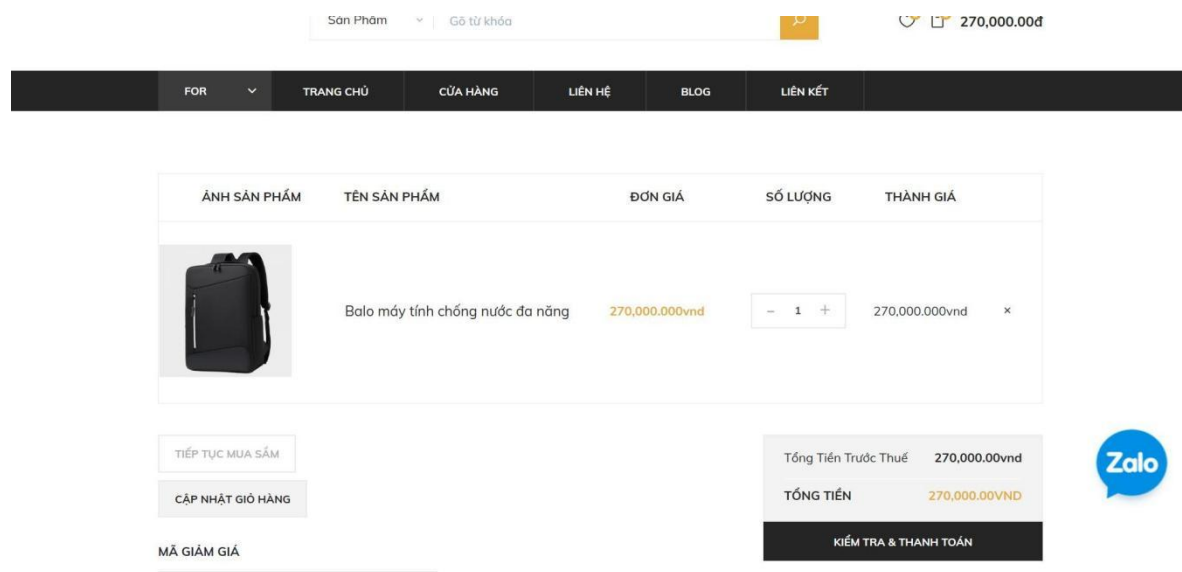 Sản Phẩm Gõ từ khóa 270,000.00đ
FOR TRANG CHỦ CỬA HÀNG LIÊN HỆ BLOG LIÊN KẾT
ẢNH SẢN PHẨM TÊN SẢN PHẨM ĐƠN GIÁ SỐ LƯỢNG THÀNH GIÁ
Balo máy tính chống nước đa năng 270,000.000vnd - 1 + 270,000.000vnd ×
TIẾP TỤC MUA SẮM
CẬP NHẬT GIỎ HÀNG
MÃ GIẢM GIÁ
Tổng Tiền Trước Thuế 270,000.00vnd
TỔNG TIỀN 270,000.00VND
KIỂM TRA & THANH TOÁN
Zalo